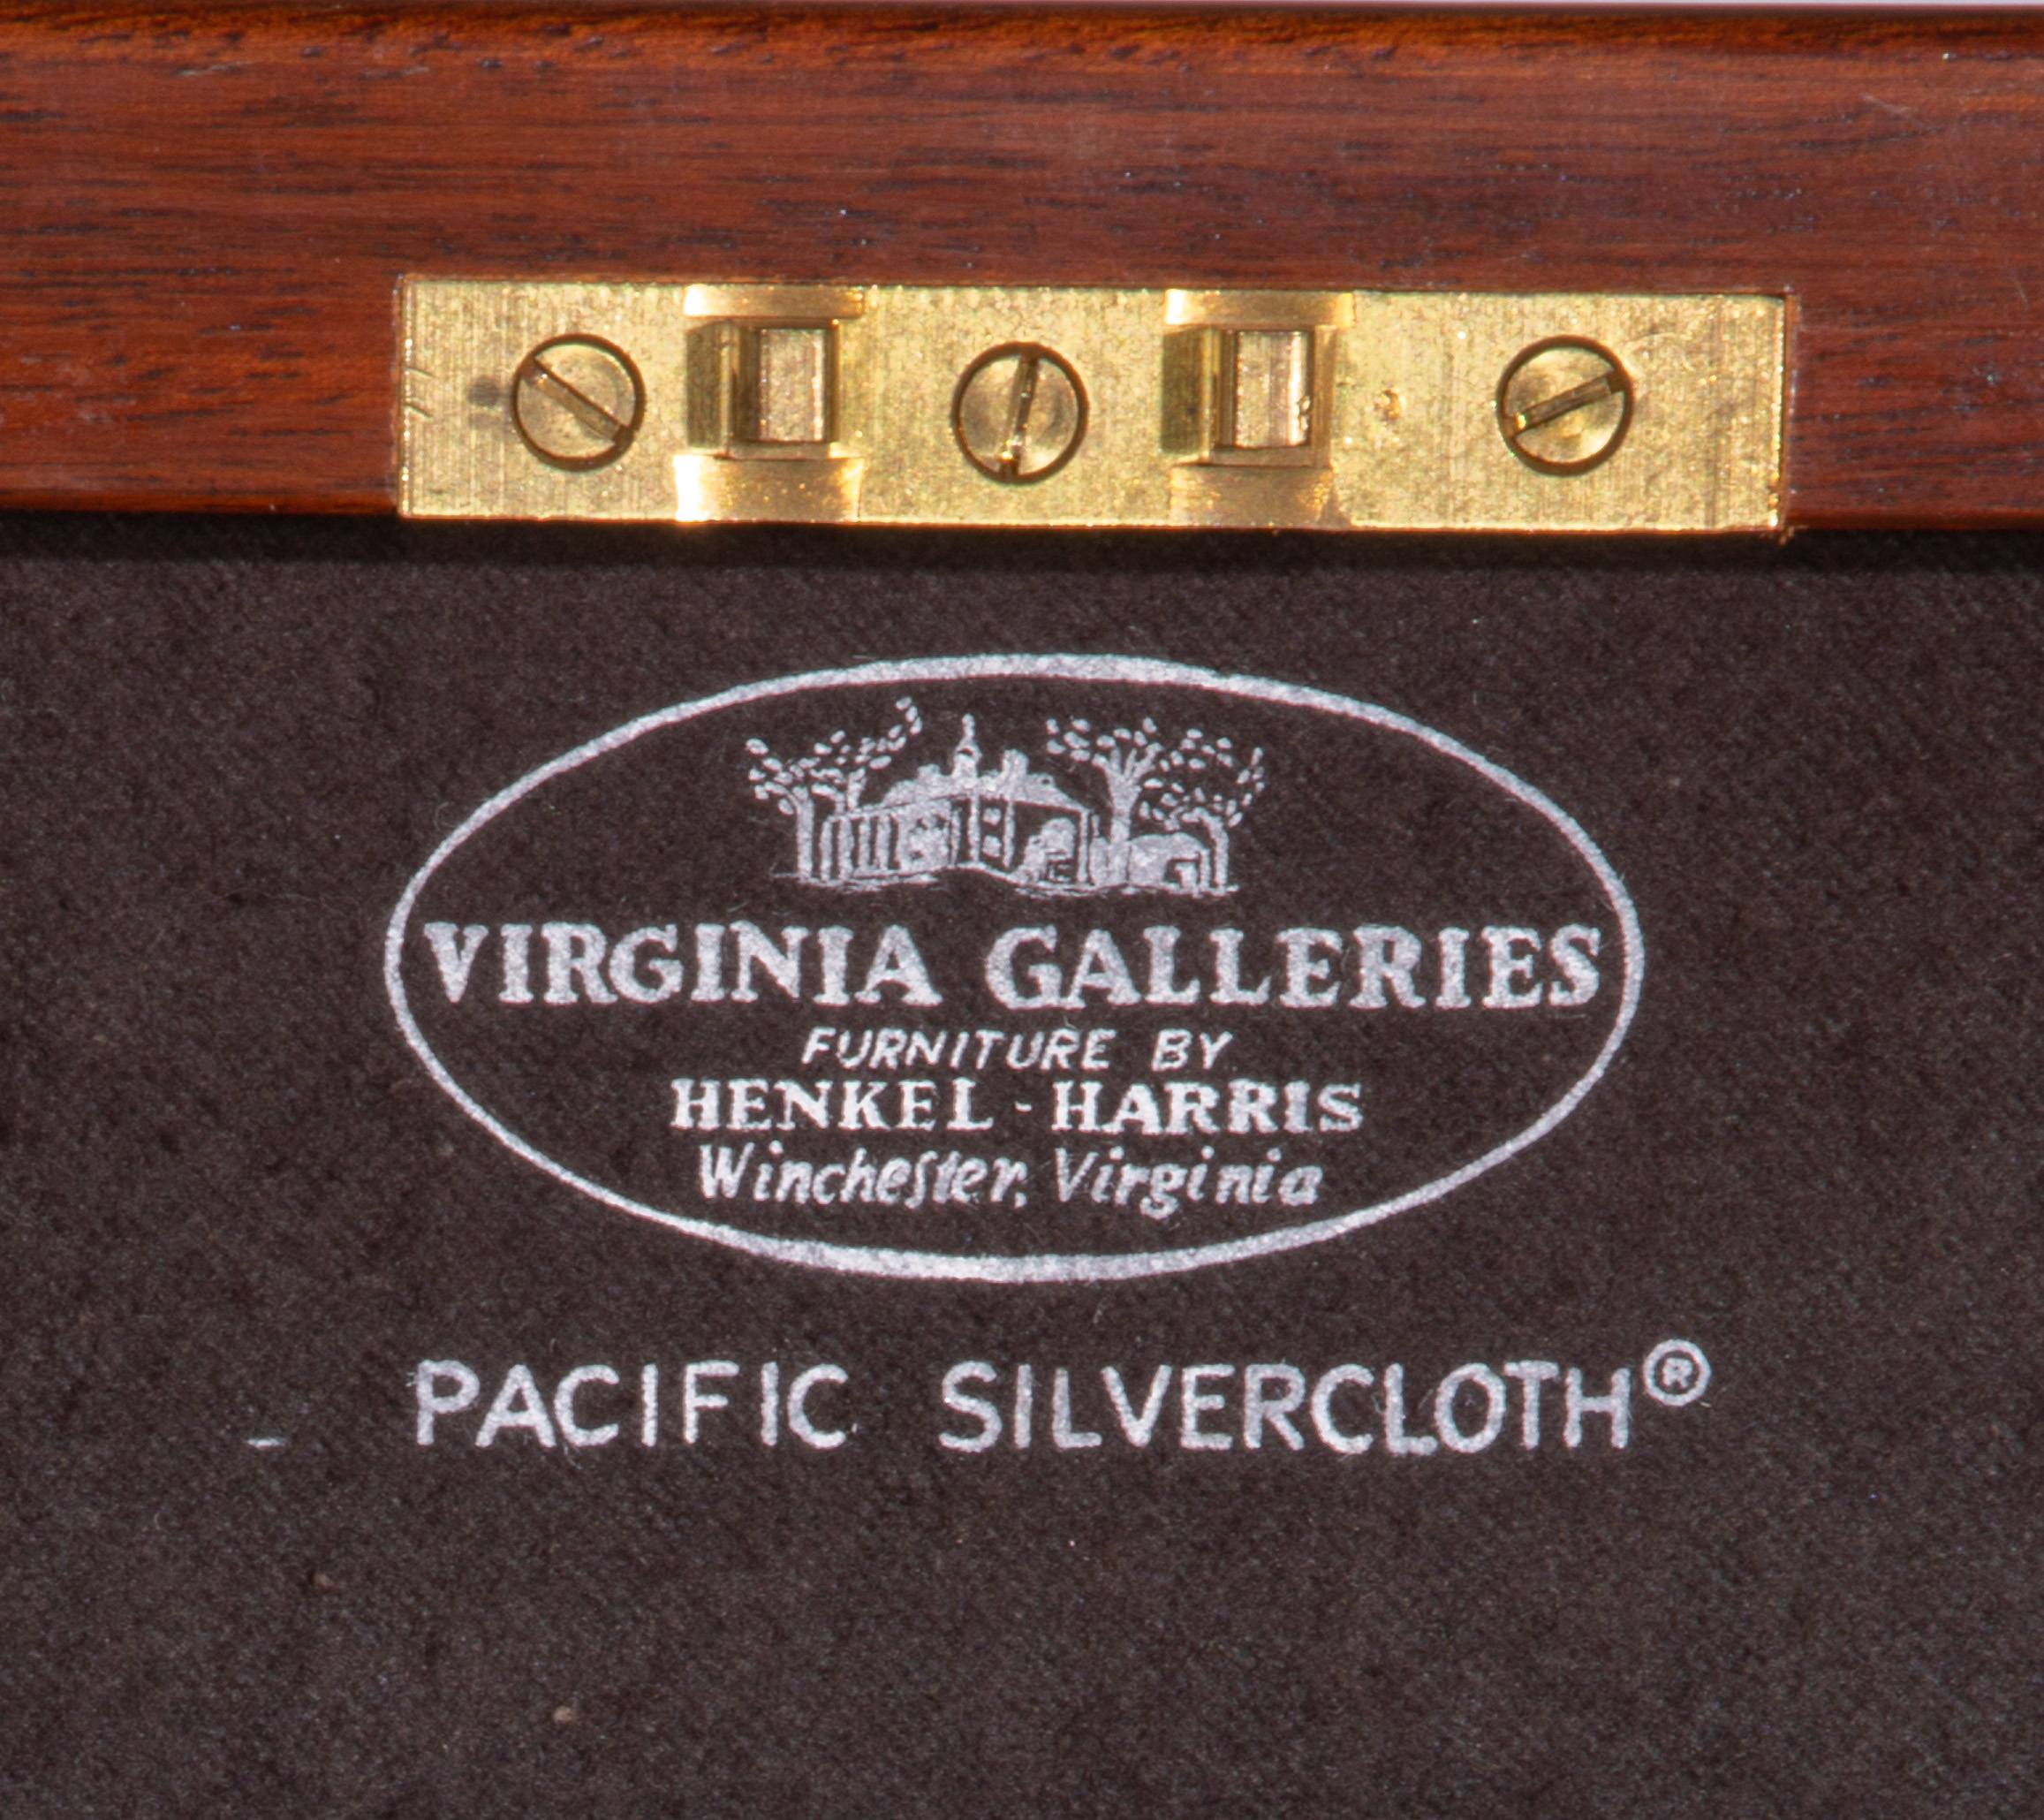 VIRGINIA GALLERIES
FURNITURE BY
HENKEL-HARRIS
Winchester, Virginia
PACIFIC SILVERCLOTH®